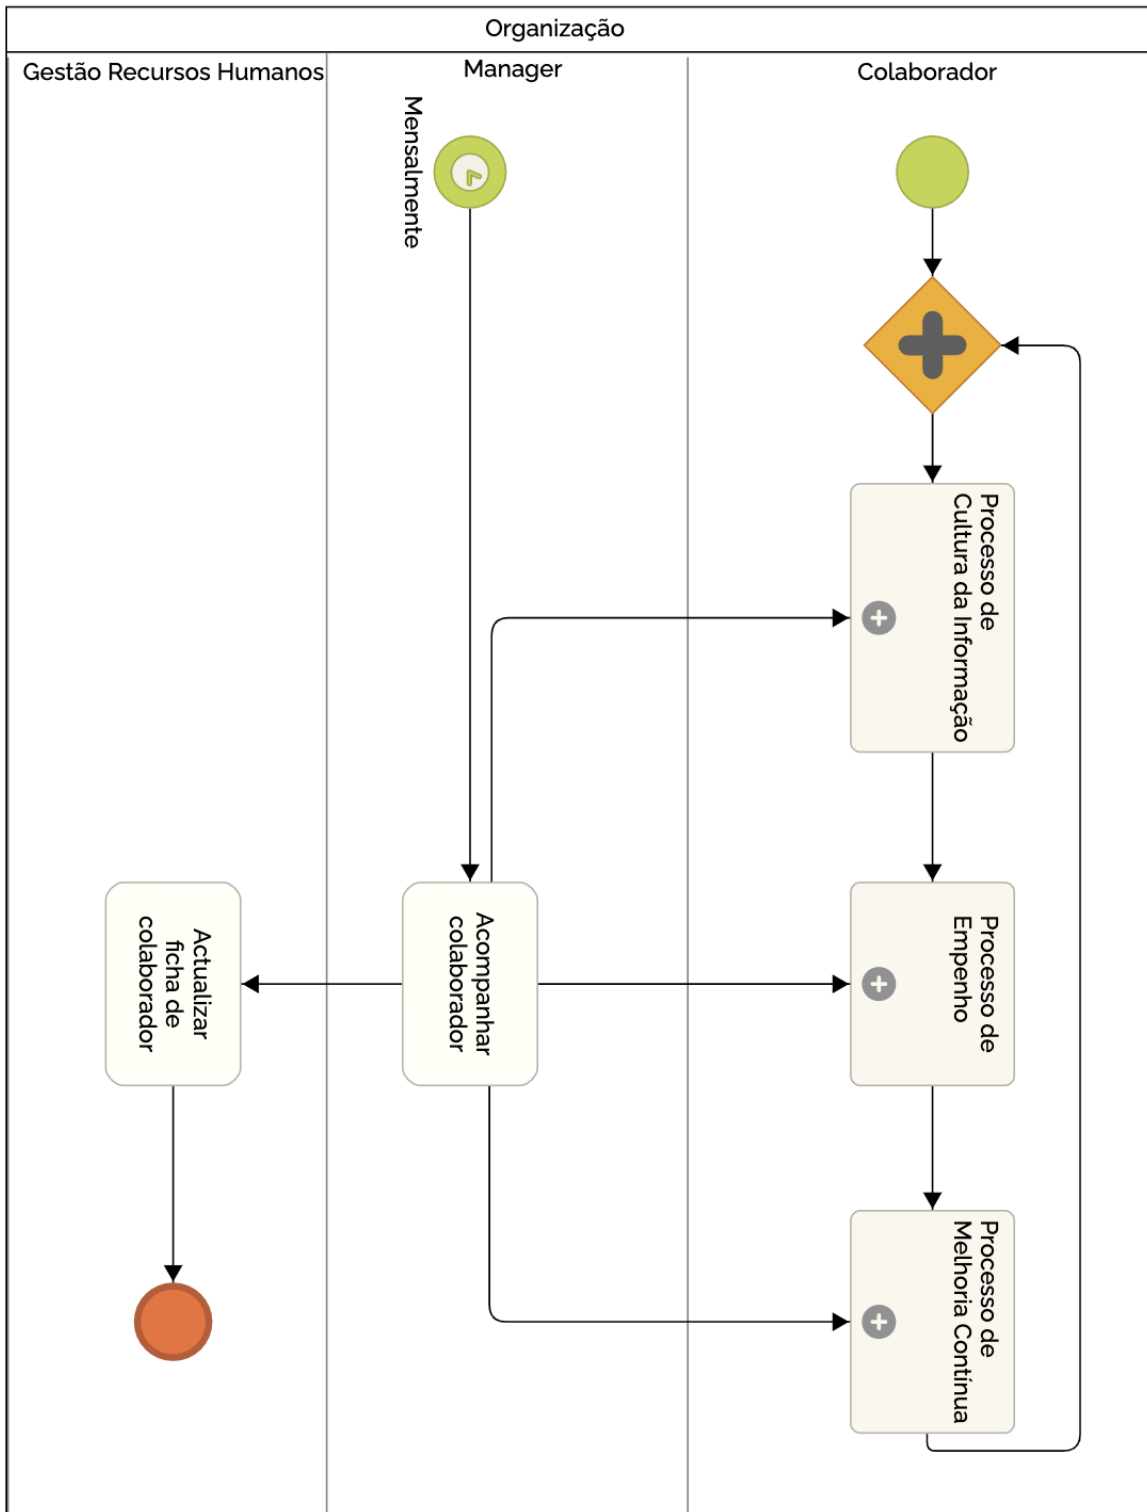 Organização
Gestão Recursos Humanos
Manager
Colaborador
Mensalmente
Processo de
Cultura da Informação
Actualizar
ficha de
colaborador
Acompanhar
colaborador
Processo de
Empenho
Processo de
Melhoria Contínua